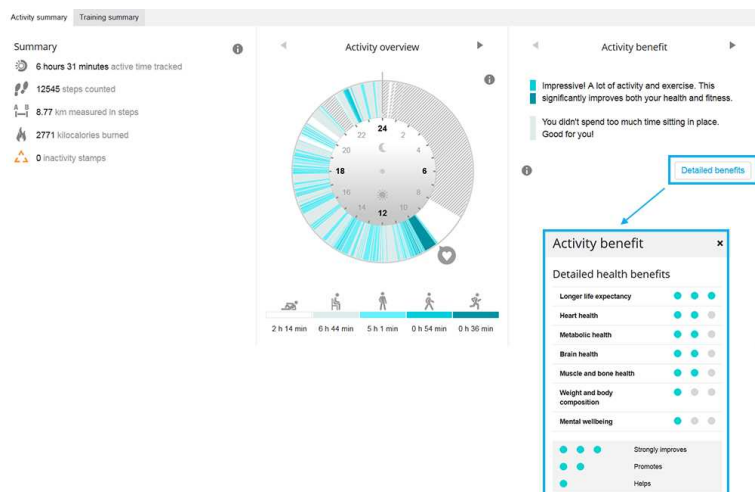 Activity summary
Training summary
Summary
6 hours 31 minutes active time tracked
12545 steps counted
A B
8.77 km measured in steps
2771 kilocalories burned
0 inactivity stamps
Activity overview
24
22
2
20
4
18
6
16
8
14
10
12
2 h 14 min
6 h 44 min
5 h 1 min
0 h 54 min
0 h 36 min
Activity benefit
Impressive! A lot of activity and exercise. This
significantly improves both your health and fitness.
You didn't spend too much time sitting in place.
Good for you!
Detailed benefits
Activity benefit
×
Detailed health benefits
Longer life expectancy
Heart health
Metabolic health
Brain health
Muscle and bone health
Weight and body
composition
Mental wellbeing
Strongly improves
Promotes
Helps